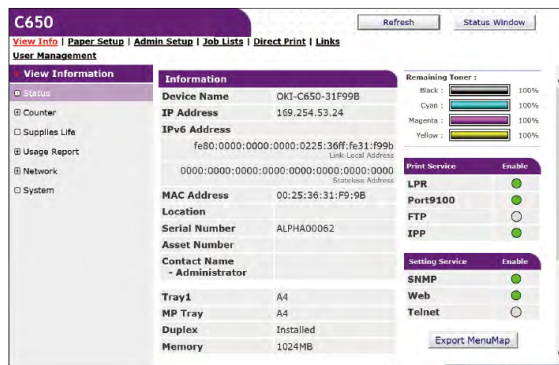 C650
Refresh
Status Window
View Info | Paper Setup | Admin Setup | Job Lists | Direct Print | Links
User Management
View Information
Status
Counter
Supplies Life
Usage Report
Network
System
Information
Device Name OKI-C650-31F99B
IP Address 169.254.53.24
IPv6 Address
fe80:0000:0000:0000:0225:36ff:fe31:f99b
Link-Local Address
0000:0000:0000:0000:0000:0000:0000:0000
Stateless Address
MAC Address 00:25:36:31:F9:9B
Location
Serial Number ALPHA00062
Asset Number
Contact Name
- Administrator
Tray1 A4
MP Tray A4
Duplex Installed
Memory 1024MB
Remaining Toner :
Black : 100%
Cyan : 100%
Magenta : 100%
Yellow : 100%
Print Service Enable
LPR
Port9100
FTP
IPP
Setting Service Enable
SNMP
Web
Telnet
Export MenuMap